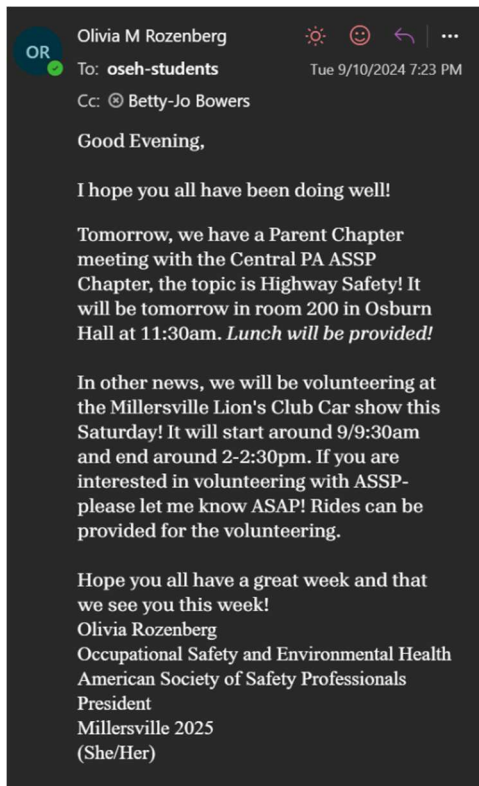 Olivia M Rozenberg
OR
To: oseh-students
Tue 9/10/2024 7:23 PM
Cc: Betty-Jo Bowers
Good Evening,
I hope you all have been doing well!
Tomorrow, we have a Parent Chapter
meeting with the Central PA ASSP
Chapter, the topic is Highway Safety! It
will be tomorrow in room 200 in Osburn
Hall at 11:30am. Lunch will be provided!
In other news, we will be volunteering at
the Millersville Lion's Club Car show this
Saturday! It will start around 9/9:30am
and end around 2-2:30pm. If you are
interested in volunteering with ASSP-
please let me know ASAP! Rides can be
provided for the volunteering.
Hope you all have a great week and that
we see you this week!
Olivia Rozenberg
Occupational Safety and Environmental Health
American Society of Safety Professionals
President
Millersville 2025
(She/Her)